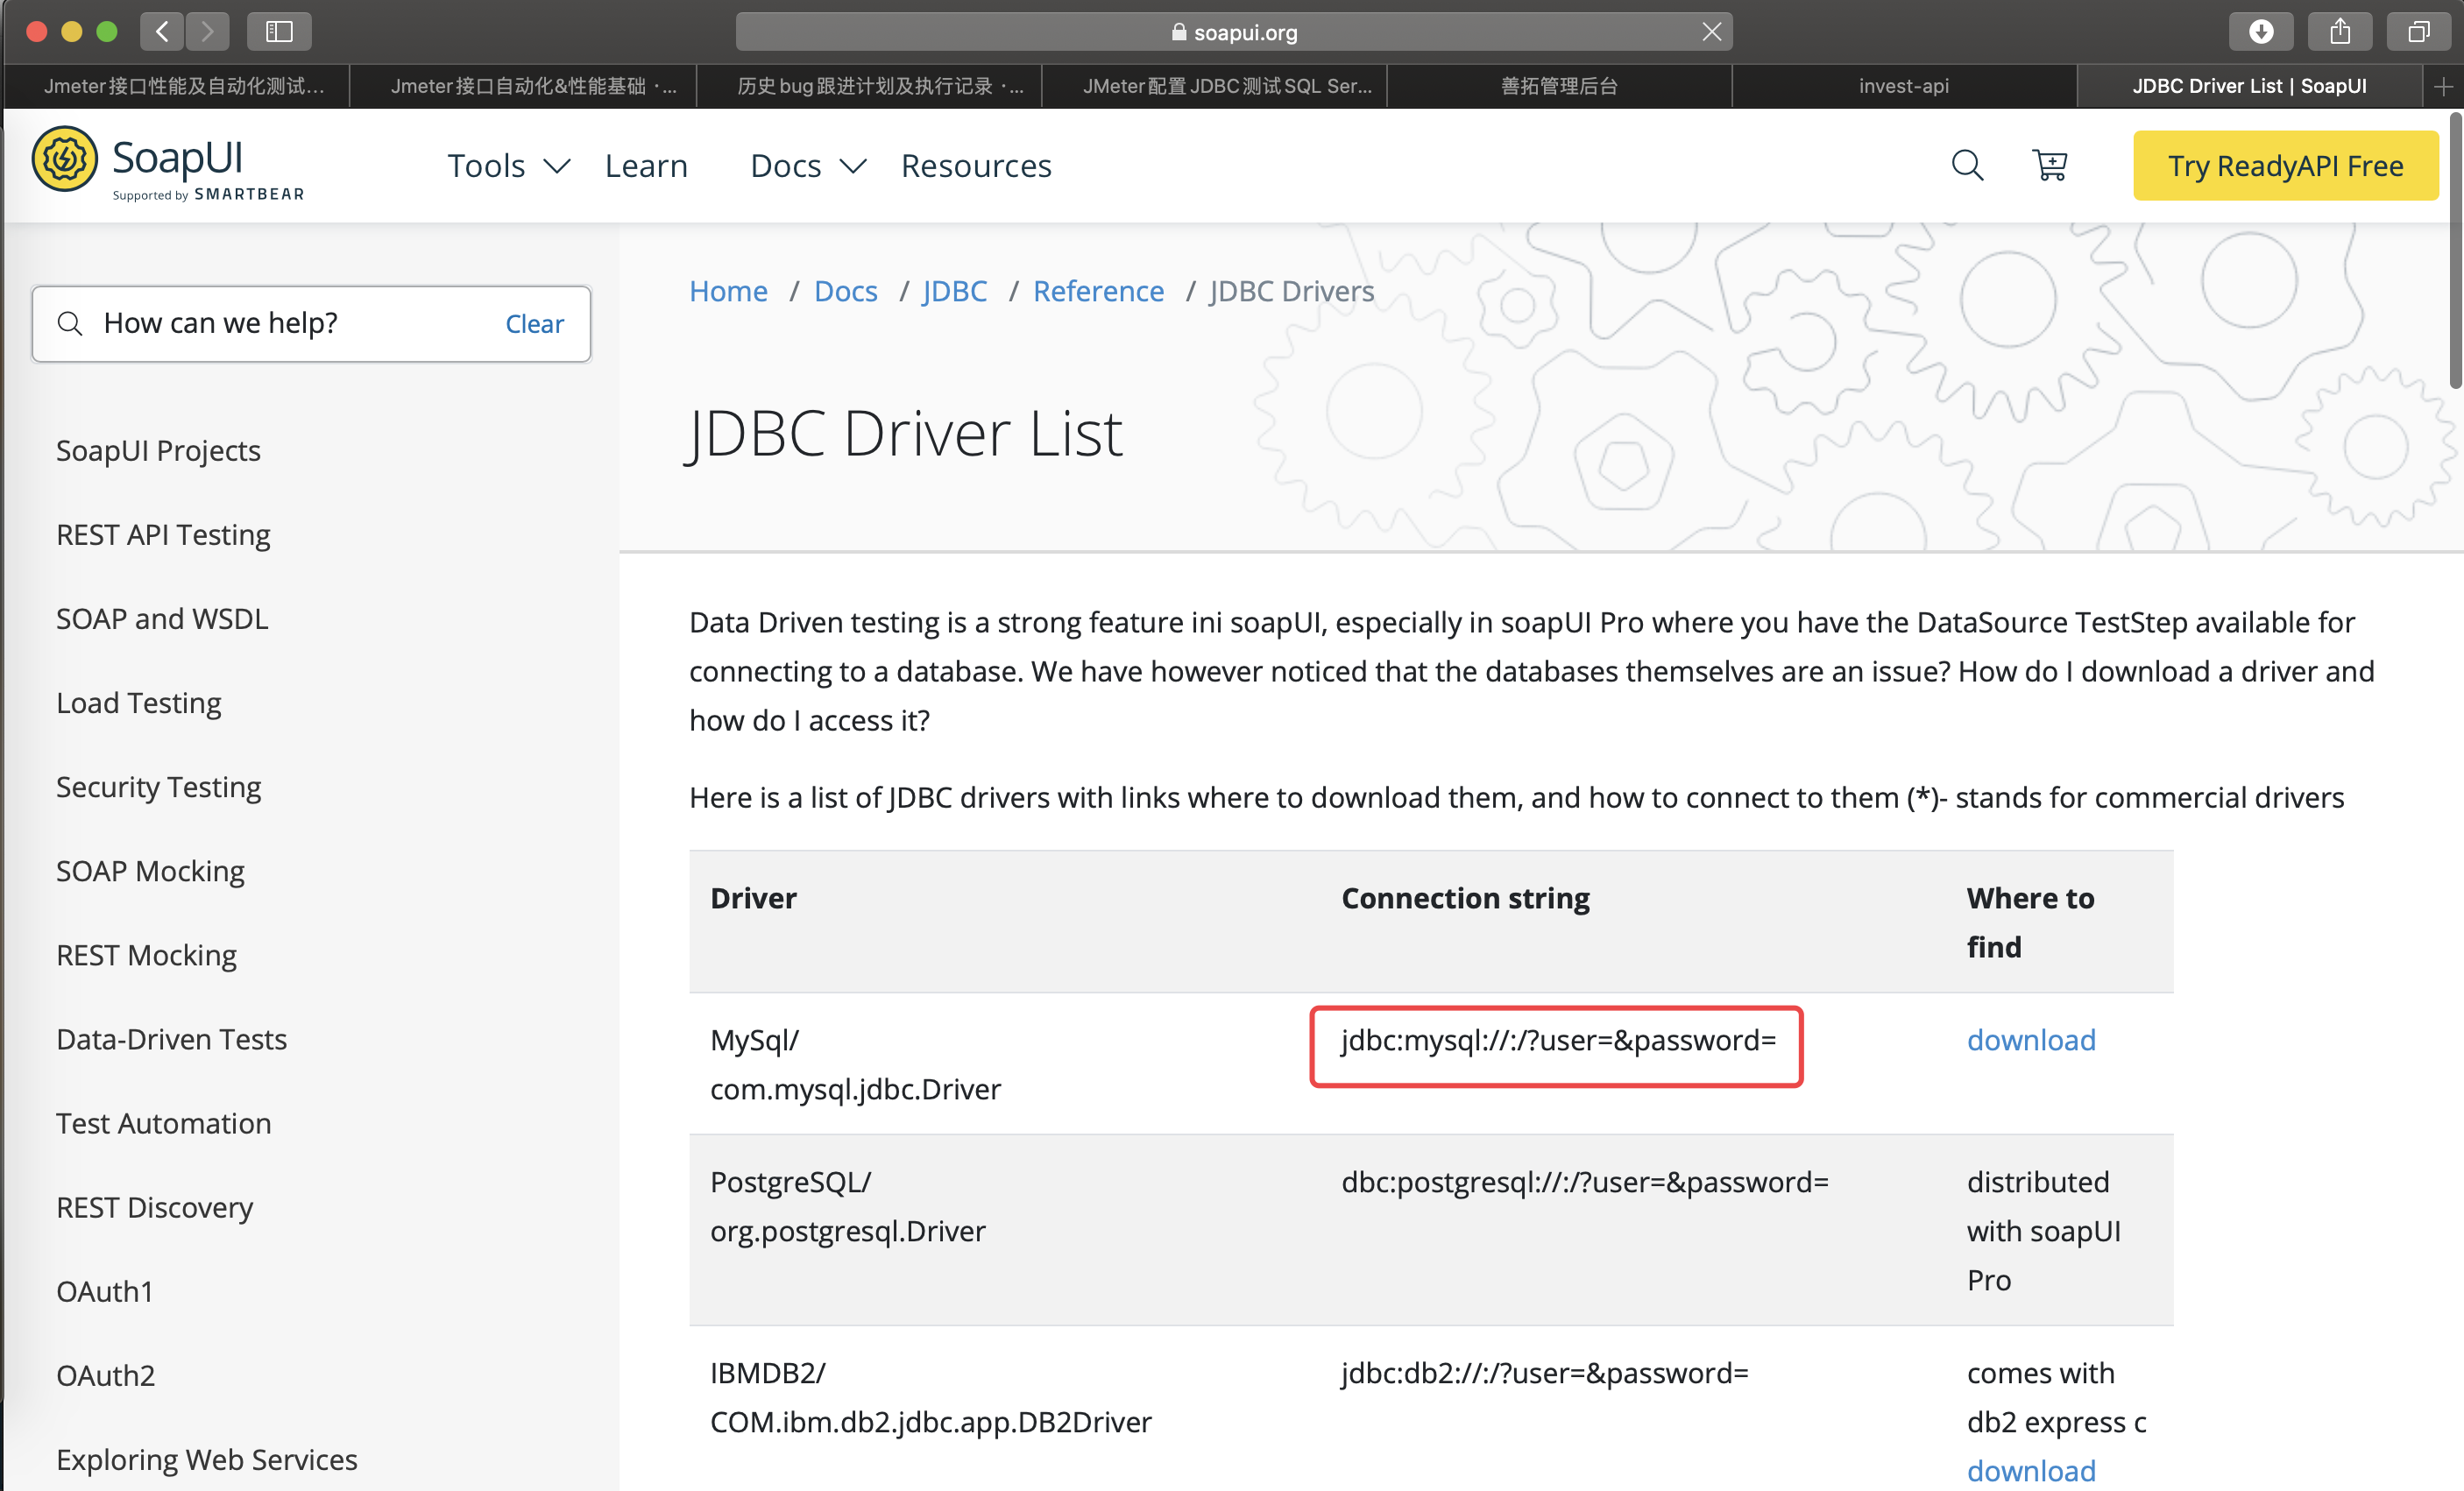 soapui.org
Jmeter接口性能及自动化测试…
Jmeter接口自动化&性能基础 ·…
历史bug跟进计划及执行记录 ·…
JMeter配置JDBC测试SQL Ser…
善拓管理后台
invest-api
JDBC Driver List | SoapUI
SoapUI
Supported by SMARTBEAR
Tools
Learn
Docs
Resources
Try ReadyAPI Free
How can we help?
Clear
SoapUI Projects
REST API Testing
SOAP and WSDL
Load Testing
Security Testing
SOAP Mocking
REST Mocking
Data-Driven Tests
Test Automation
REST Discovery
OAuth1
OAuth2
Exploring Web Services
Home / Docs / JDBC / Reference / JDBC Drivers
JDBC Driver List
Data Driven testing is a strong feature ini soapUI, especially in soapUI Pro where you have the DataSource TestStep available for
connecting to a database. We have however noticed that the databases themselves are an issue? How do I download a driver and
how do I access it?
Here is a list of JDBC drivers with links where to download them, and how to connect to them (*)- stands for commercial drivers
Driver
Connection string
Where to
find
MySql/
com.mysql.jdbc.Driver
jdbc:mysql://:/?user=&password=
download
PostgreSQL/
org.postgresql.Driver
dbc:postgresql://:/?user=&password=
distributed
with soapUI
Pro
IBMDB2/
COM.ibm.db2.jdbc.app.DB2Driver
jdbc:db2://:/?user=&password=
comes with
db2 express c
download